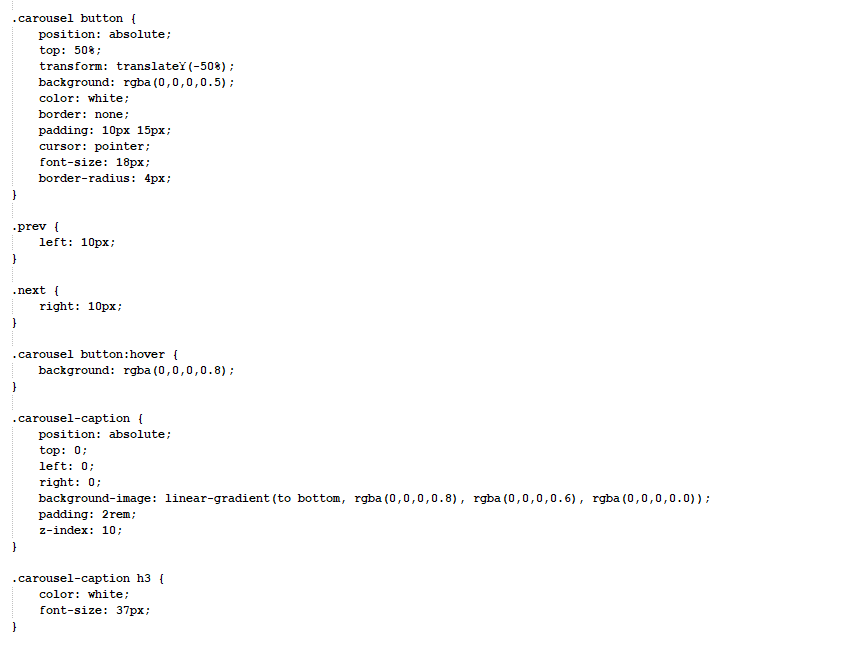 .carousel button {
    position: absolute;
    top: 50%;
    transform: translateY(-50%);
    background: rgba(0,0,0,0.5);
    color: white;
    border: none;
    padding: 10px 15px;
    cursor: pointer;
    font-size: 18px;
    border-radius: 4px;
}

.prev {
    left: 10px;
}

.next {
    right: 10px;
}

.carousel button:hover {
    background: rgba(0,0,0,0.8);
}

.carousel-caption {
    position: absolute;
    top: 0;
    left: 0;
    right: 0;
    background-image: linear-gradient(to bottom, rgba(0,0,0,0.8), rgba(0,0,0,0.6), rgba(0,0,0,0.0));
    padding: 2rem;
    z-index: 10;
}

.carousel-caption h3 {
    color: white;
    font-size: 37px;
}